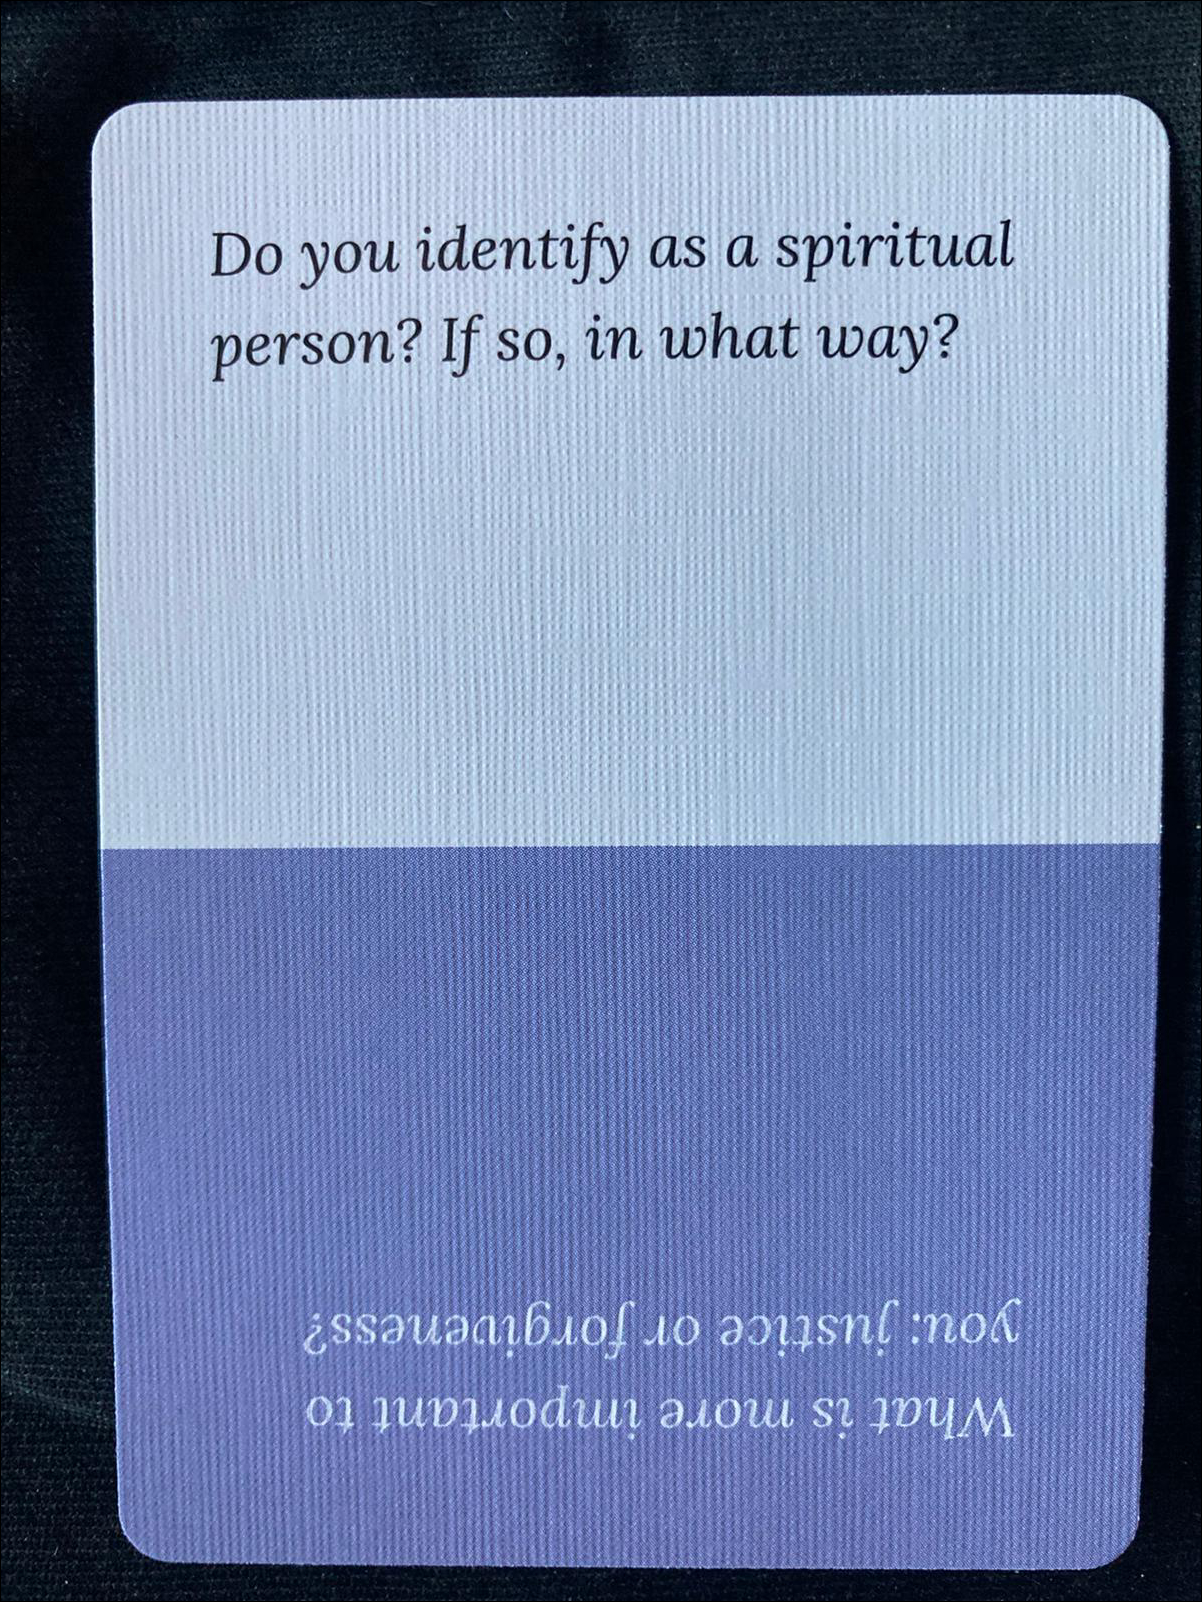 Do you identify as a spiritual
person? If so, in what way?
What is more important to
you: justice or forgiveness?